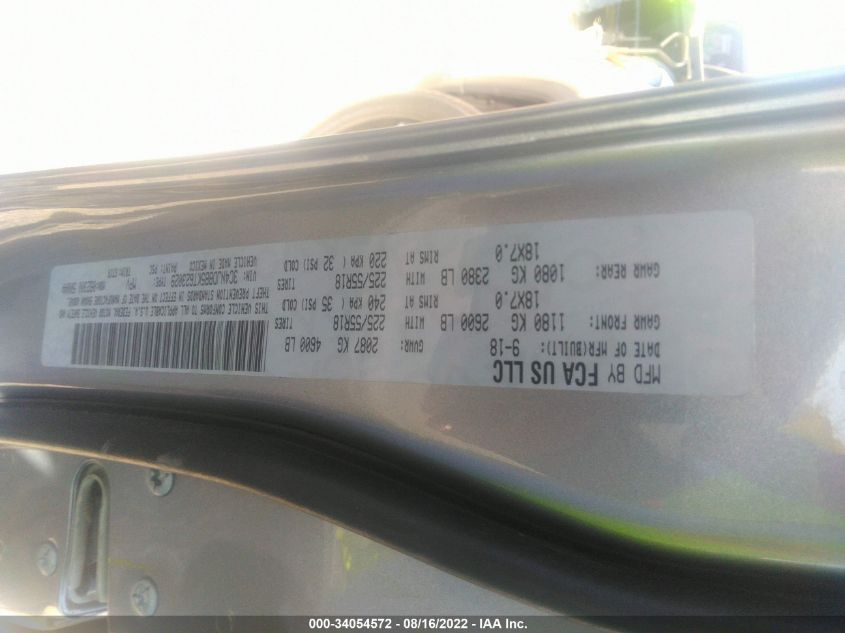 MFD BY FCA US LLC
DATE OF MFR(BUILT): 9-18
GVWR: 2087 KG 4600 LB
GAWR FRONT: 1180 KG 2600 LB WITH 225/55R18 TIRES
RIMS AT 18X7.0 240 KPA ( 35 PSI) COLD
GAWR REAR: 1080 KG 2380 LB WITH 225/55R18
RIMS AT 18X7.0 220 KPA ( 32 PSI) COLD
THIS VEHICLE CONFORMS TO ALL APPLICABLE U.S.A. FEDERAL MOTOR VEHICLE SAFETY AND
THEFT PREVENTION STANDARDS IN EFFECT ON THE DATE OF MANUFACTURE SHOWN ABOVE.
VIN: TYPE: MPV
VEHICLE MADE IN MEXICO PAINT: PSC TRIM:
000-34054572 - 08/16/2022 - IAA Inc.